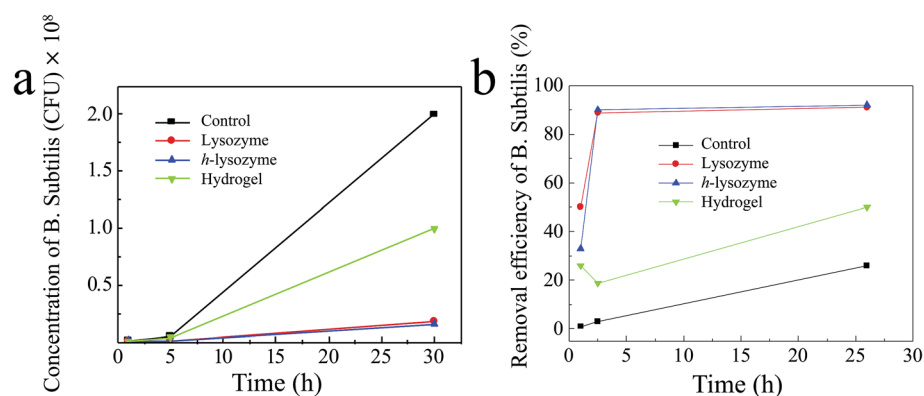 a
Concentration of B. Subtilis (CFU) × 10⁸
2.0
1.5
1.0
0.5
0
5
10
15
20
25
30
Time (h)
Control
Lysozyme
h-lysozyme
Hydrogel
b
Removal efficiency of B. Subtilis (%)
100
80
60
40
20
0
0
5
10
15
20
25
30
Time (h)
Control
Lysozyme
h-lysozyme
Hydrogel